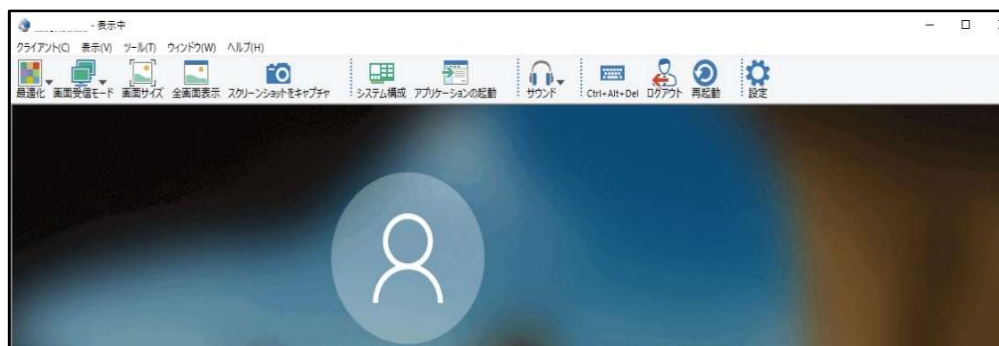 - 表示中
クライアント(C) 表示(V) ツール(T) ウィンドウ(W) ヘルプ(H)
最適化 画面受信モード 画面サイズ 全画面表示 スクリーンショットをキャプチャ システム構成 アプリケーションの起動 サウンド Ctrl+Alt+Del ログアウト 再起動 設定